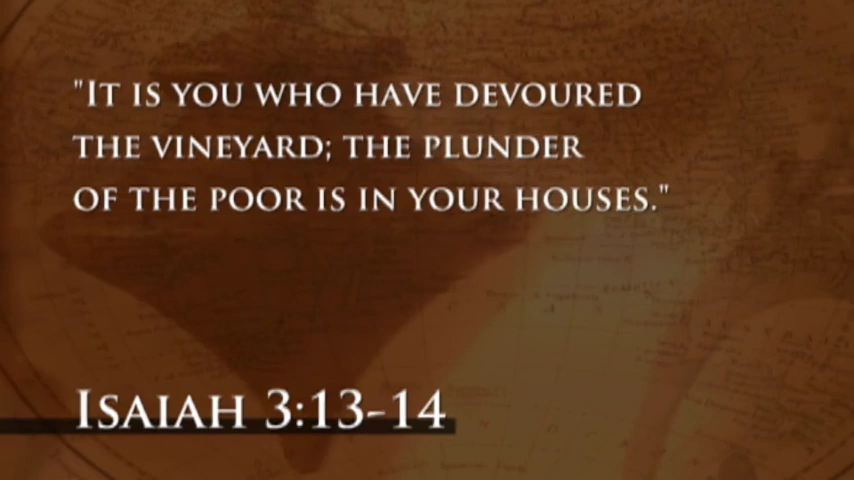 "It is you who have devoured
the vineyard; the plunder
of the poor is in your houses."
Isaiah 3:13-14